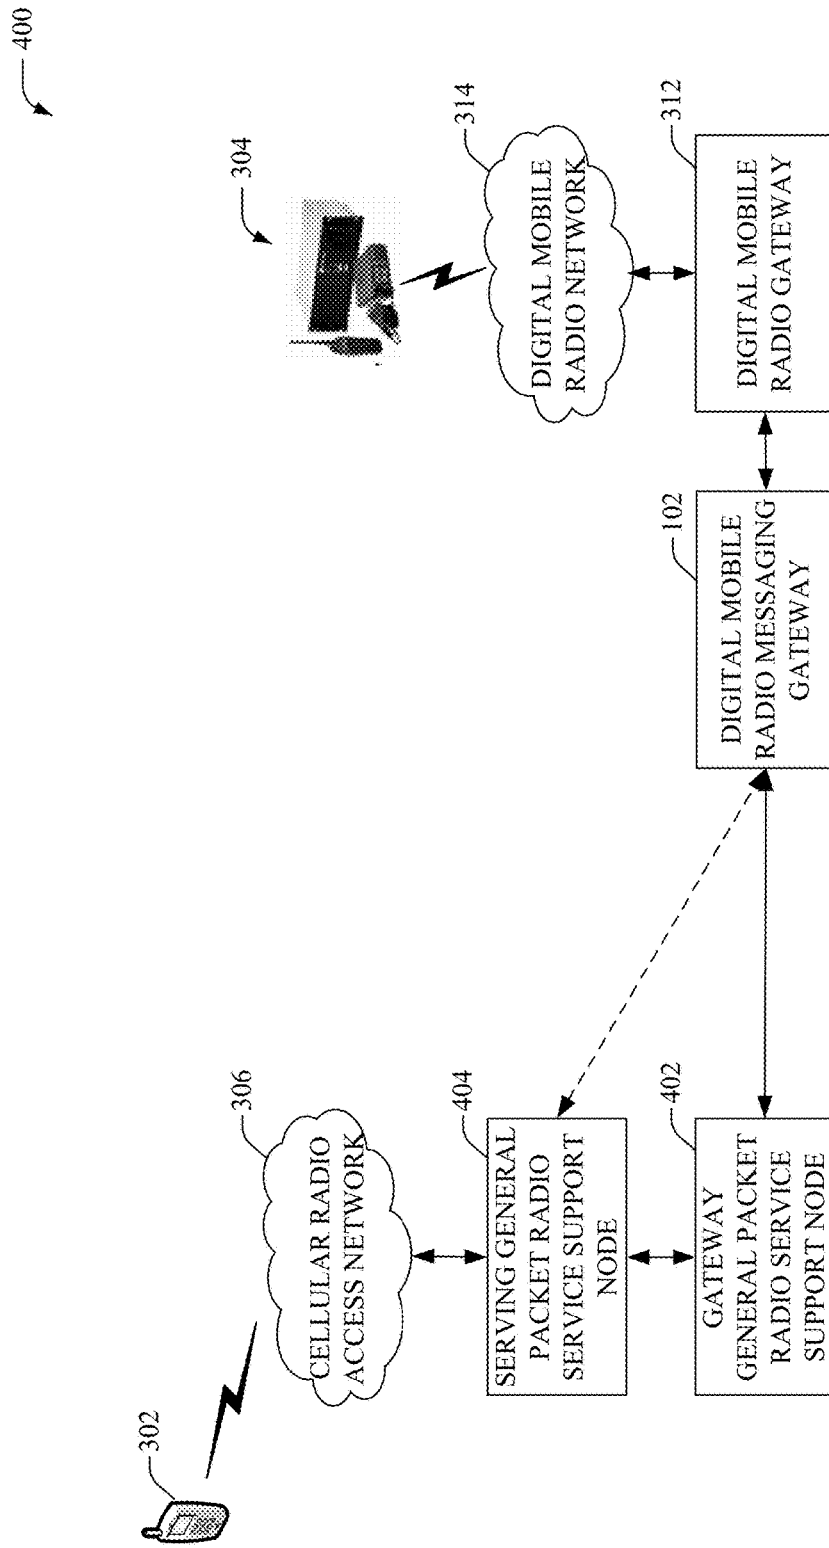 400
304
314
DIGITAL MOBILE
RADIO NETWORK
312
DIGITAL MOBILE
RADIO GATEWAY
102
DIGITAL MOBILE
RADIO MESSAGING
GATEWAY
302
306
CELLULAR RADIO
ACCESS NETWORK
404
SERVING GENERAL
PACKET RADIO
SERVICE SUPPORT
NODE
402
GATEWAY
GENERAL PACKET
RADIO SERVICE
SUPPORT NODE